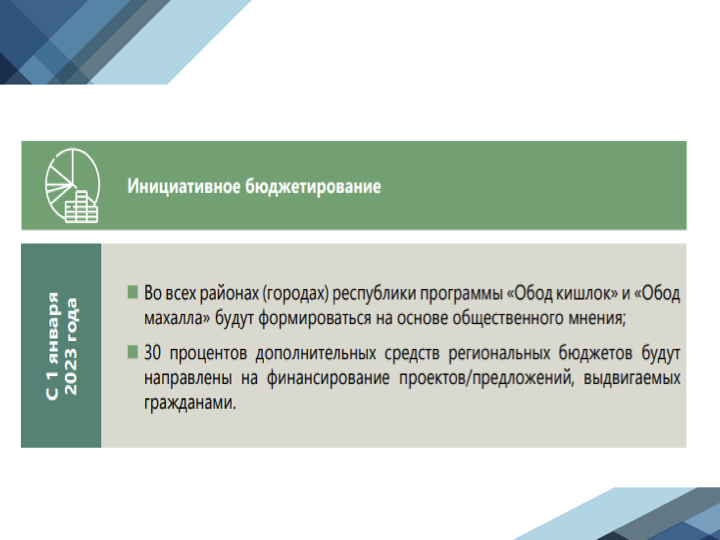 Инициативное бюджетирование
С 1 января
2023 года
Во всех районах (городах) республики программы «Обод кишлок» и «Обод
махалла» будут формироваться на основе общественного мнения;
30 процентов дополнительных средств региональных бюджетов будут
направлены на финансирование проектов/предложений, выдвигаемых
гражданами.